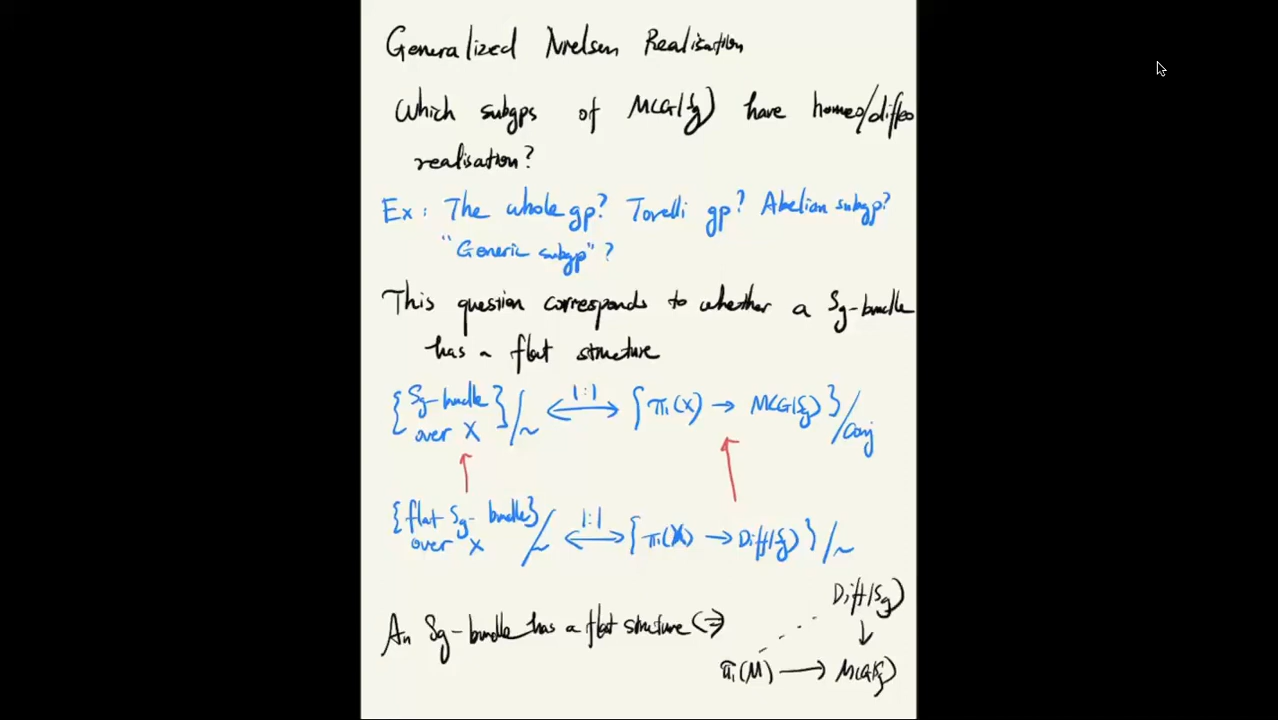 Generalized Nielsen Realisation
Which subgps of MCG(Sg) have homeo/diffeo
realisation?
Ex: The whole gp? Torelli gp? Abelian subgp?
"Generic subgp"?
This question corresponds to whether a Sg-bundle
has a flat structure
{Sg-bundle over X}/~ ⟷ 1:1 {π₁(X) → MCG(Sg)}/conj
{flat Sg-bundle} over X /~ ⟷ 1:1 {π₁(X) → Diff(Sg)}/~
An Sg-bundle has a flat structure ⇔
Diff(Sg)
↓
π₁(M) → MCG(Sg)